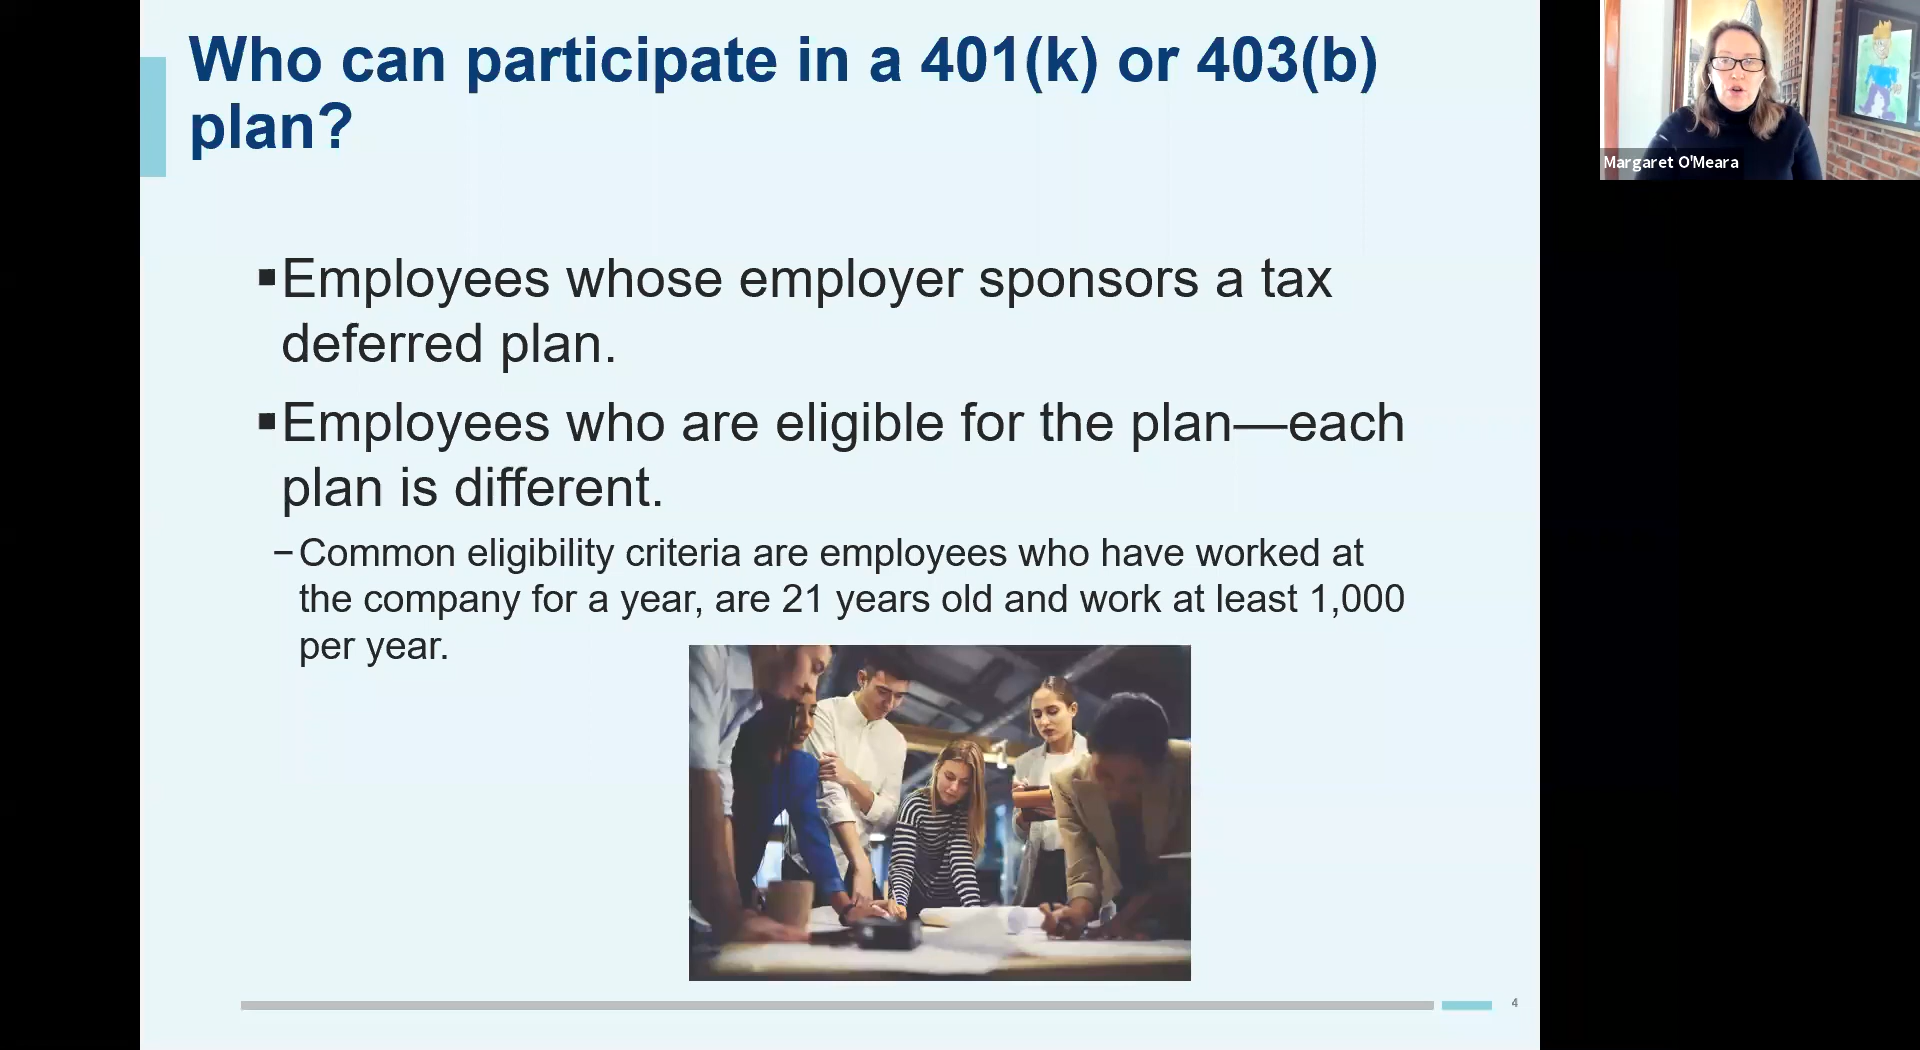 Who can participate in a 401(k) or 403(b)
plan?
Margaret O'Meara
▪Employees whose employer sponsors a tax
deferred plan.
▪Employees who are eligible for the plan—each
plan is different.
–Common eligibility criteria are employees who have worked at
the company for a year, are 21 years old and work at least 1,000
per year.
4